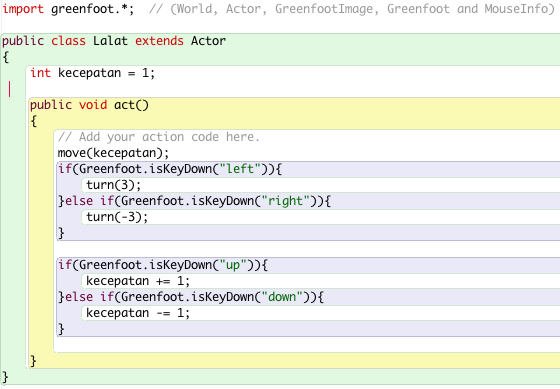 import greenfoot.*;  // (World, Actor, GreenfootImage, Greenfoot and MouseInfo)
public class Lalat extends Actor
{
int kecepatan = 1;
public void act()
{
// Add your action code here.
move(kecepatan);
if(Greenfoot.isKeyDown("left")){
turn(3);
}else if(Greenfoot.isKeyDown("right")){
turn(-3);
}
if(Greenfoot.isKeyDown("up")){
kecepatan += 1;
}else if(Greenfoot.isKeyDown("down")){
kecepatan -= 1;
}
}
}